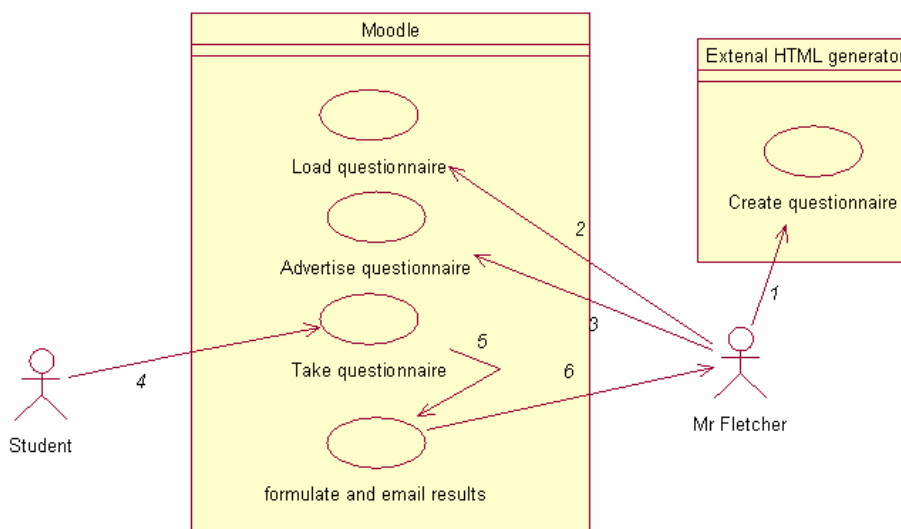 Moodle
Extenal HTML generator
Load questionnaire
Create questionnaire
2
Advertise questionnaire
1
3
5
Take questionnaire
4
6
Student
Mr Fletcher
formulate and email results